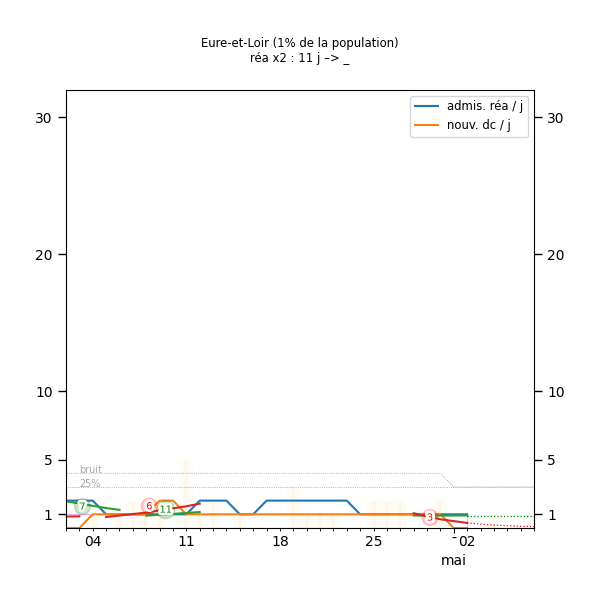 Eure-et-Loir (1% de la population)
réa x2 : 11 j –> _
admis. réa / j
nouv. dc / j
30 30
20 20
10 10
5 5
bruit
25%
7 6 11 3
1 1
04 11 18 25 02
mai